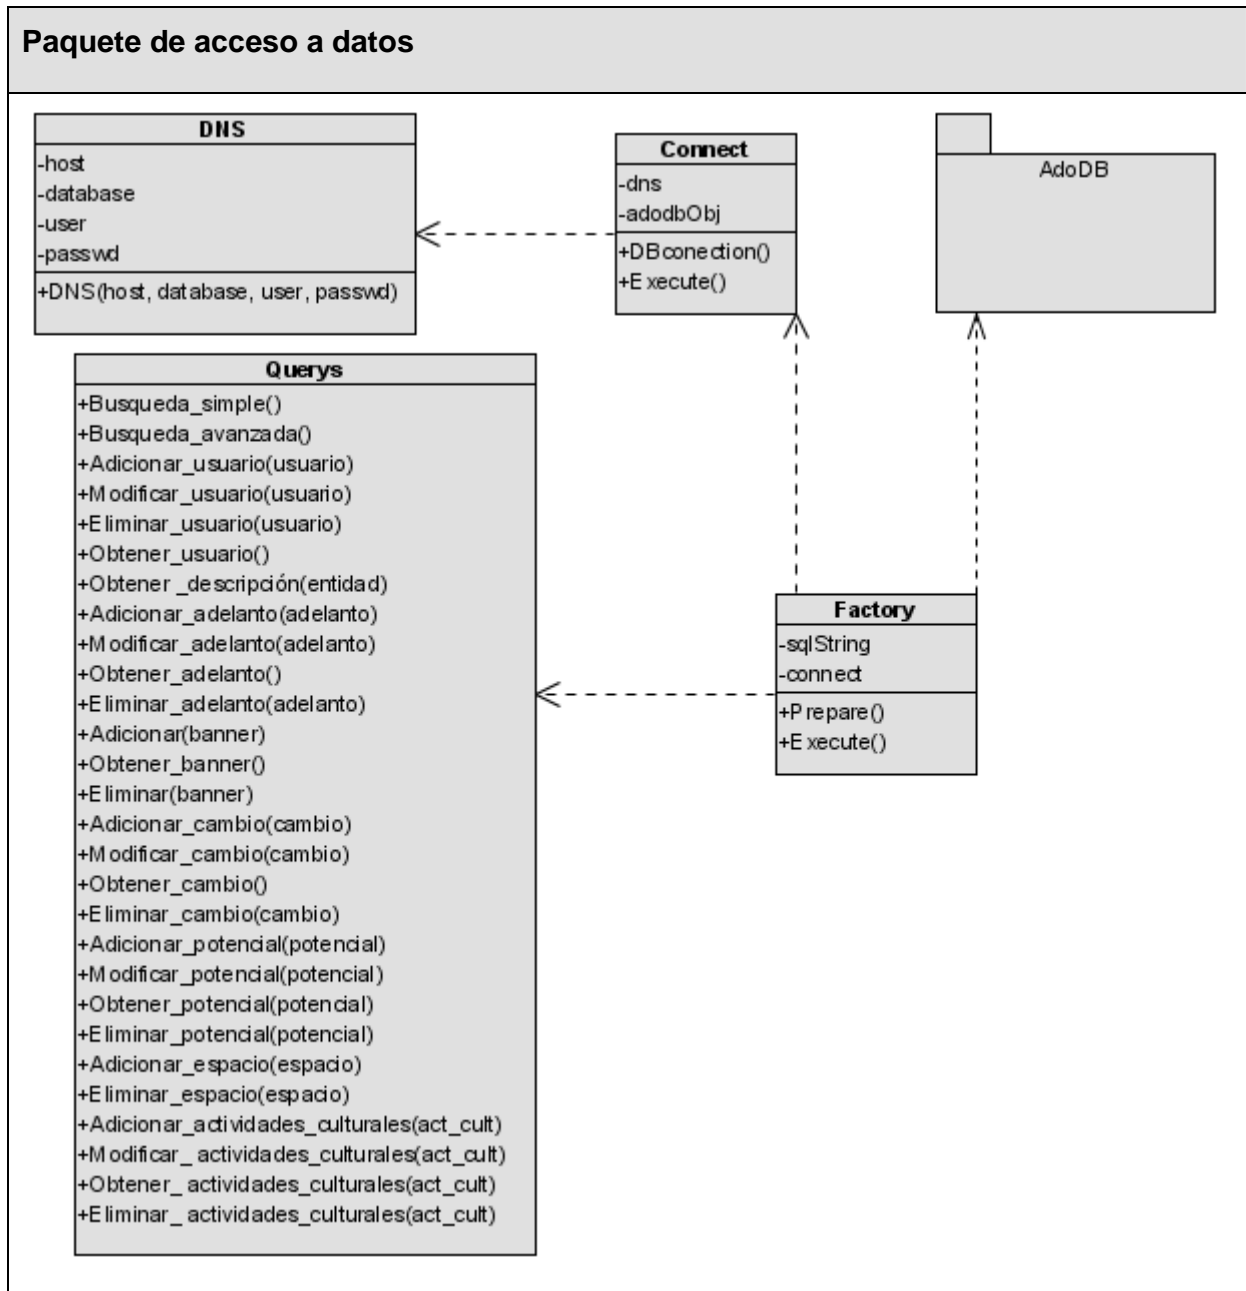 Paquete de acceso a datos
DNS
-host
-database
-user
-passwd
+DNS(host, database, user, passwd)
Connect
-dns
-adodbObj
+DBconection()
+Execute()
AdoDB
Querys
+Busqueda_simple()
+Busqueda_avanzada()
+Adicionar_usuario(usuario)
+Modificar_usuario(usuario)
+Eliminar_usuario(usuario)
+Obtener_usuario()
+Obtener _descripción(entidad)
+Adicionar_adelanto(adelanto)
+Modificar_adelanto(adelanto)
+Obtener_adelanto()
+Eliminar_adelanto(adelanto)
+Adicionar(banner)
+Obtener_banner()
+Eliminar(banner)
+Adicionar_cambio(cambio)
+Modificar_cambio(cambio)
+Obtener_cambio()
+Eliminar_cambio(cambio)
+Adicionar_potencial(potencial)
+Modificar_potencial(potencial)
+Obtener_potencial(potencial)
+Eliminar_potencial(potencial)
+Adicionar_espacio(espacio)
+Eliminar_espacio(espacio)
+Adicionar_actividades_culturales(act_cult)
+Modificar_ actividades_culturales(act_cult)
+Obtener_ actividades_culturales(act_cult)
+Eliminar_ actividades_culturales(act_cult)
Factory
-sqlString
-connect
+Prepare()
+Execute()